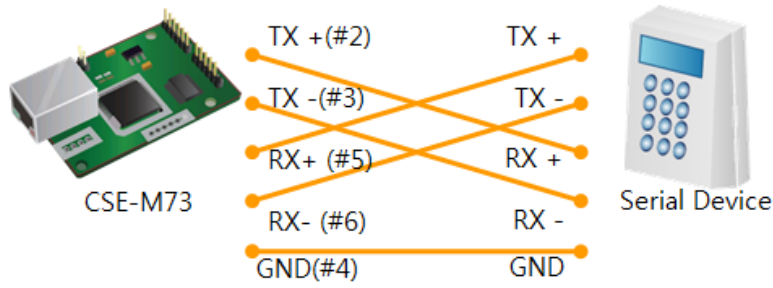 TX +(#2) TX +
TX -(#3) TX -
RX+ (#5) RX +
CSE-M73 Serial Device
RX- (#6) RX -
GND(#4) GND